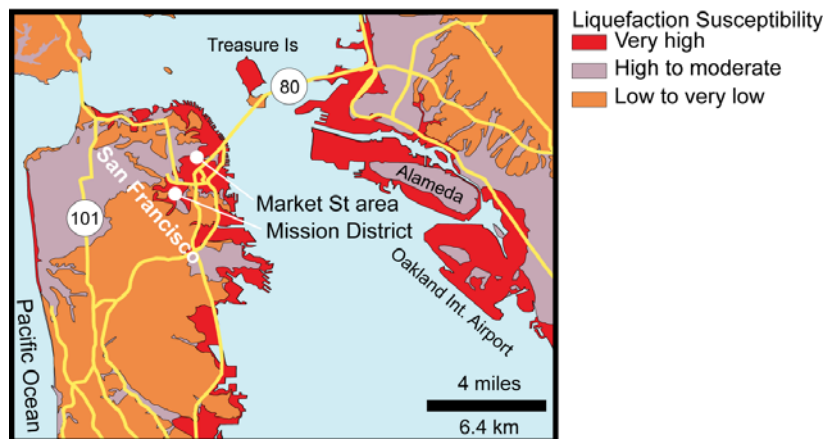 Liquefaction Susceptibility
Very high
High to moderate
Low to very low
Treasure Is
80
San Francisco
Alameda
Market St area
Mission District
101
Oakland Int. Airport
Pacific Ocean
4 miles
6.4 km